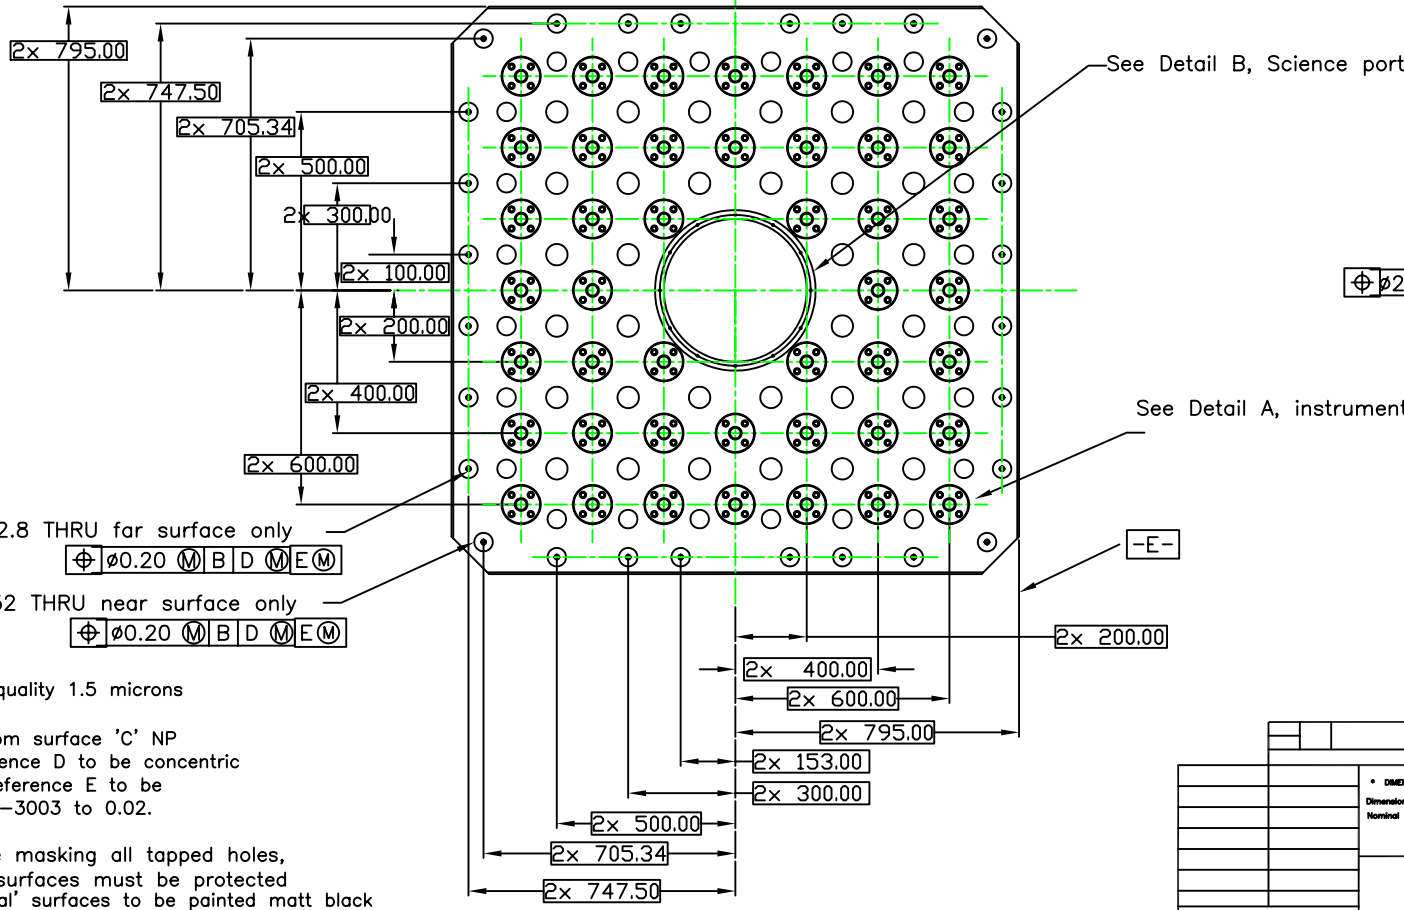 2x 795.00
2x 747.50
2x 705.34
2x 500.00
2x 300.00
2x 100.00
2x 200.00
2x 400.00
2x 600.00
See Detail B, Science port
⌖ ø2
See Detail A, instrument
-E-
2.8 THRU far surface only
⌖ ø0.20 Ⓜ B D Ⓜ E Ⓜ
52 THRU near surface only
⌖ ø0.20 Ⓜ B D Ⓜ E Ⓜ
quality 1.5 microns
om surface 'C' NP
ence D to be concentric
eference E to be
-3003 to 0.02.
e masking all tapped holes,
surfaces must be protected
al' surfaces to be painted matt black
2x 200.00
2x 400.00
2x 600.00
2x 795.00
2x 153.00
2x 300.00
2x 500.00
2x 705.34
2x 747.50
Dimension
Nominal